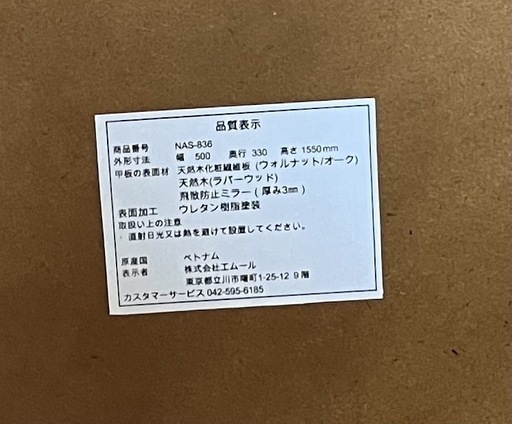 品質表示
商品番号 NAS-836
外形寸法 幅 500 奥行 330 高さ 1550mm
甲板の表面材 天然木化粧繊維板 (ウォルナット/オーク)
天然木(ラバーウッド)
飛散防止ミラー(厚み3㎜)
表面加工 ウレタン樹脂塗装
取扱い上の注意
・直射日光又は熱を避けて設置してください。
原産国 ベトナム
表示者 株式会社エムール
東京都立川市曙町1-25-12 9階
カスタマーサービス 042-595-6185